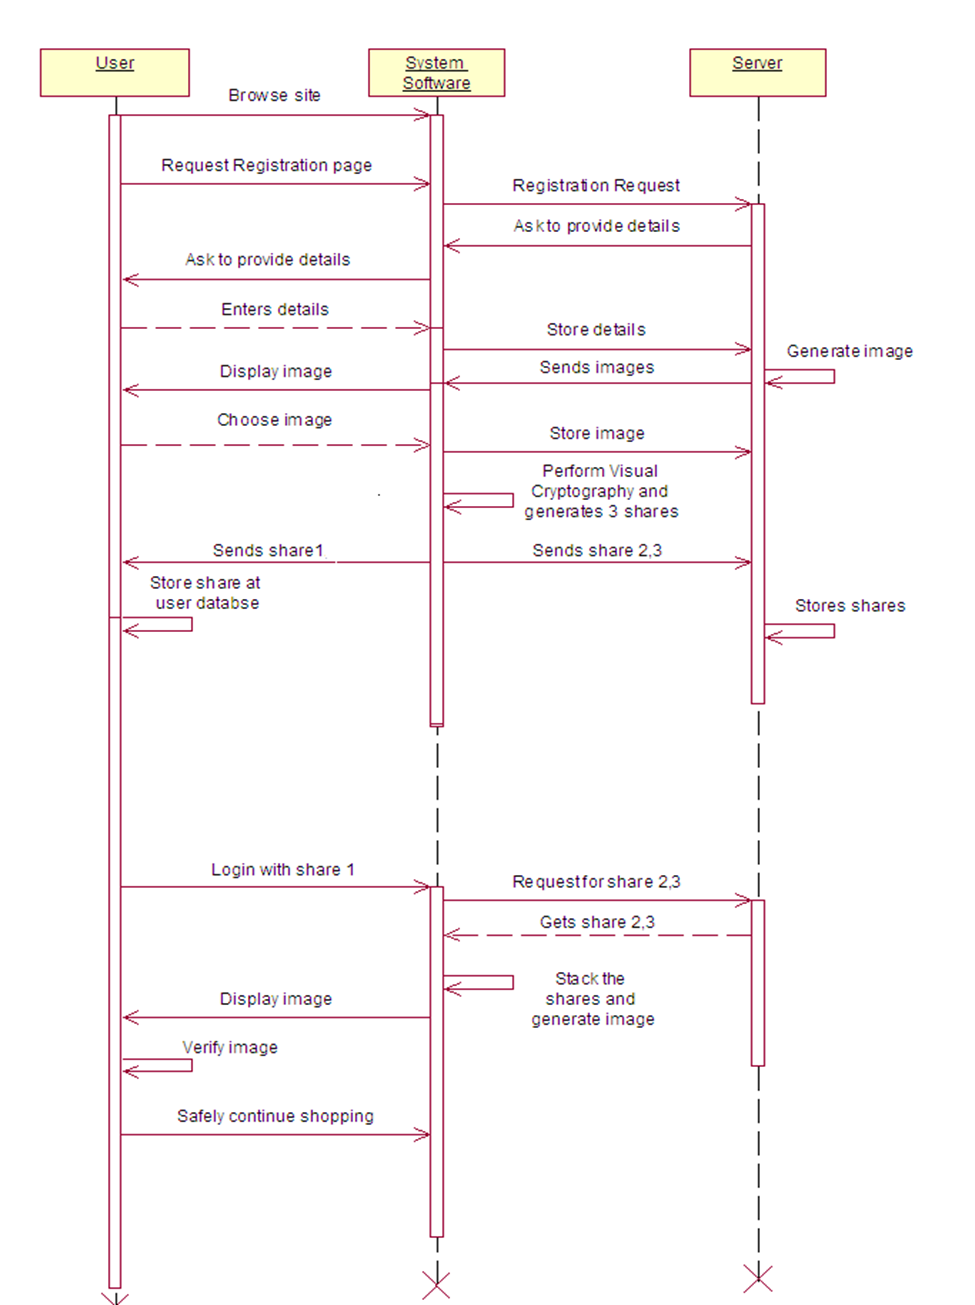 User
System
Software
Server
Browse site
Request Registration page
Registration Request
Ask to provide details
Ask to provide details
Enters details
Store details
Generate image
Sends images
Display image
Choose image
Store image
Perform Visual
Cryptography and
generates 3 shares
Sends share1
Sends share 2,3
Store share at
user databse
Stores shares
Login with share 1
Request for share 2,3
Gets share 2,3
Stack the
shares and
generate image
Display image
Verify image
Safely continue shopping